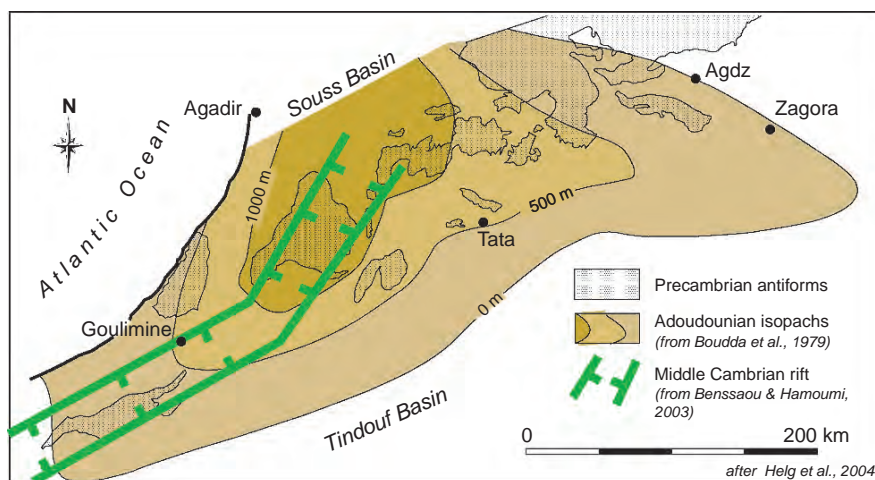 N
Agadir
Souss Basin
Agdz
Zagora
Atlantic Ocean
1000 m
500 m
Tata
Goulimine
0 m
Tindouf Basin
Precambrian antiforms
Adoudounian isopachs
(from Boudda et al., 1979)
Middle Cambrian rift
(from Benssaou & Hamoumi,
2003)
0 200 km
after Helg et al., 2004